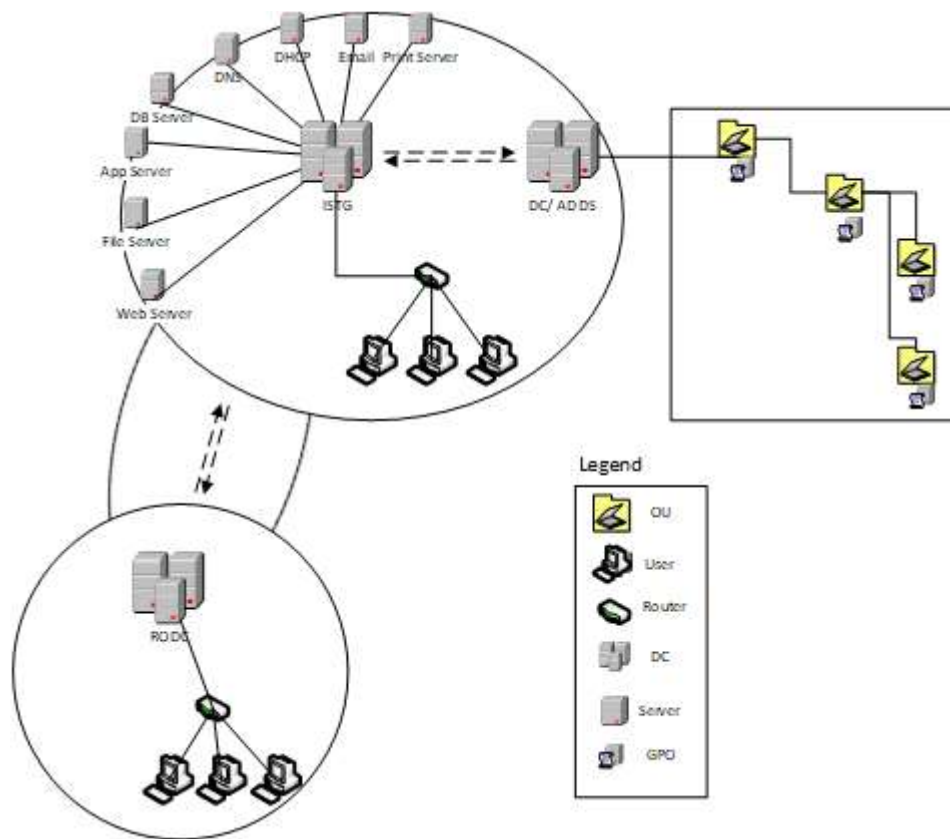 DHCP
Email
Print Server
DNS
DB Server
App Server
ISTG
DC/ ADDS
File Server
Web Server
Legend
OU
User
Router
DC
Server
GPO
RODC